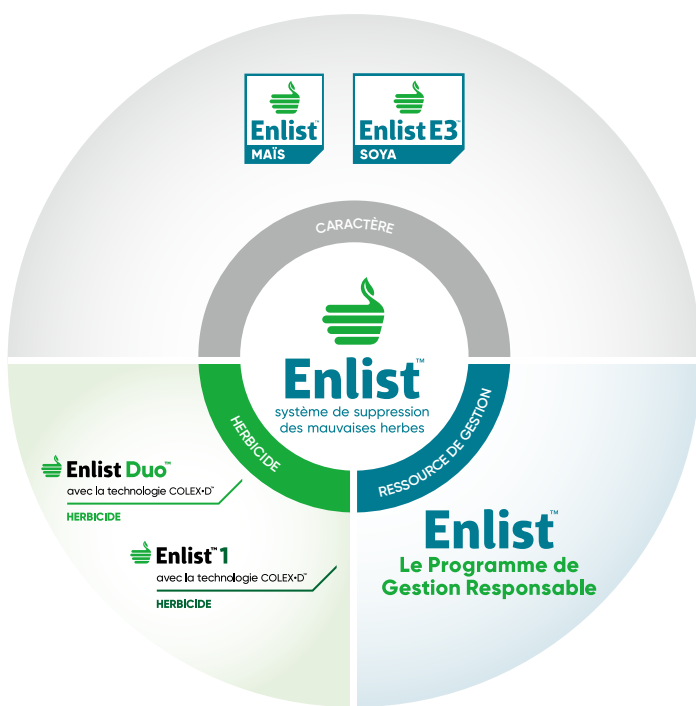 Enlist™
MAÏS
Enlist E3™
SOYA
CARACTÈRE
Enlist™
système de suppression
des mauvaises herbes
HERBICIDE
RESSOURCE DE GESTION
Enlist Duo™
avec la technologie COLEX•D™
HERBICIDE
Enlist™ 1
avec la technologie COLEX•D™
HERBICIDE
Enlist™
Le Programme de
Gestion Responsable